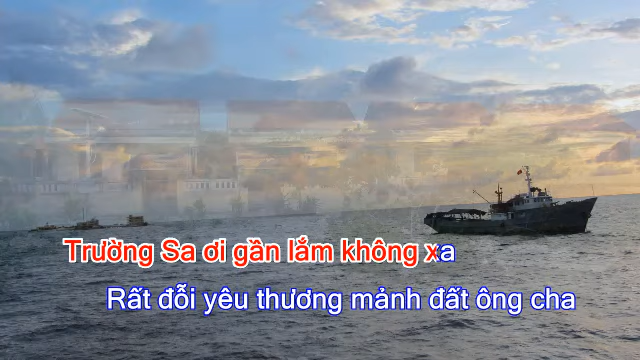 Trường Sa ơi gần lắm không xa
Rất đỗi yêu thương mảnh đất ông cha